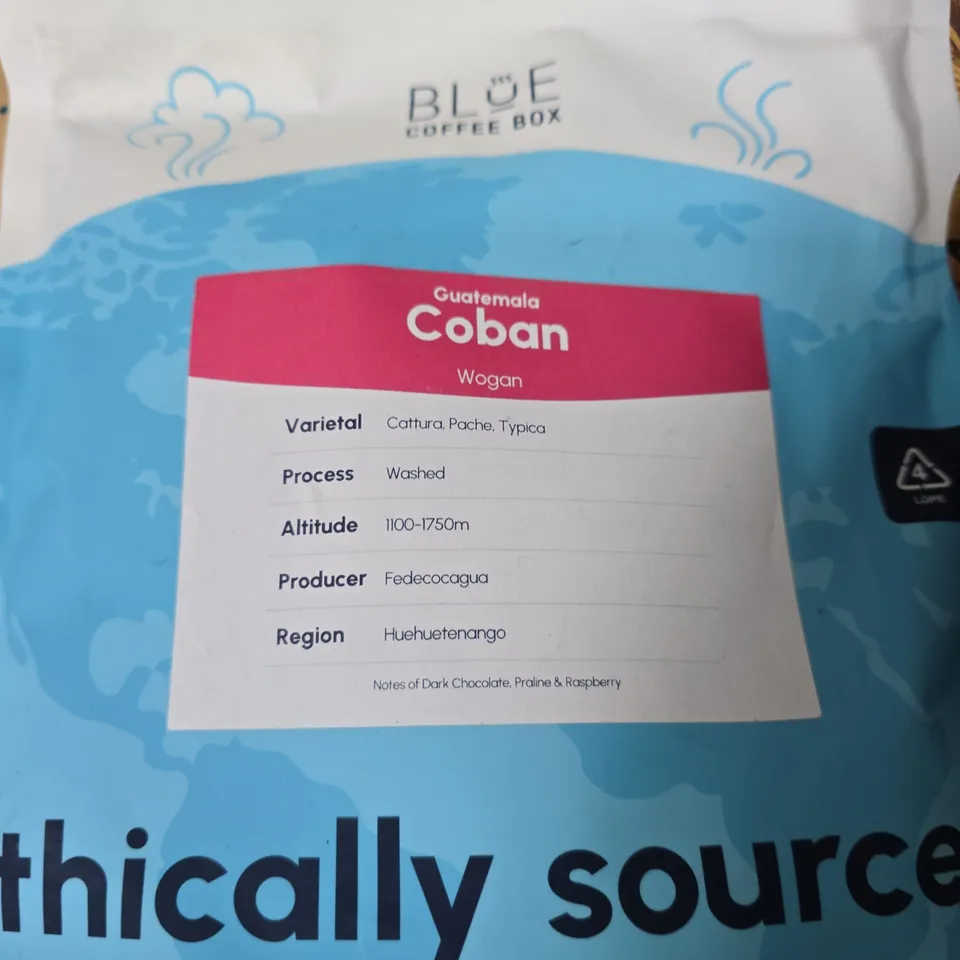 BLUE
COFFEE BOX
Guatemala
Coban
Wogan
Varietal Cattura, Pache, Typica
Process Washed
Altitude 1100-1750m
Producer Fedecocagua
Region Huehuetenango
Notes of Dark Chocolate, Praline & Raspberry
4
LDPE
thically source